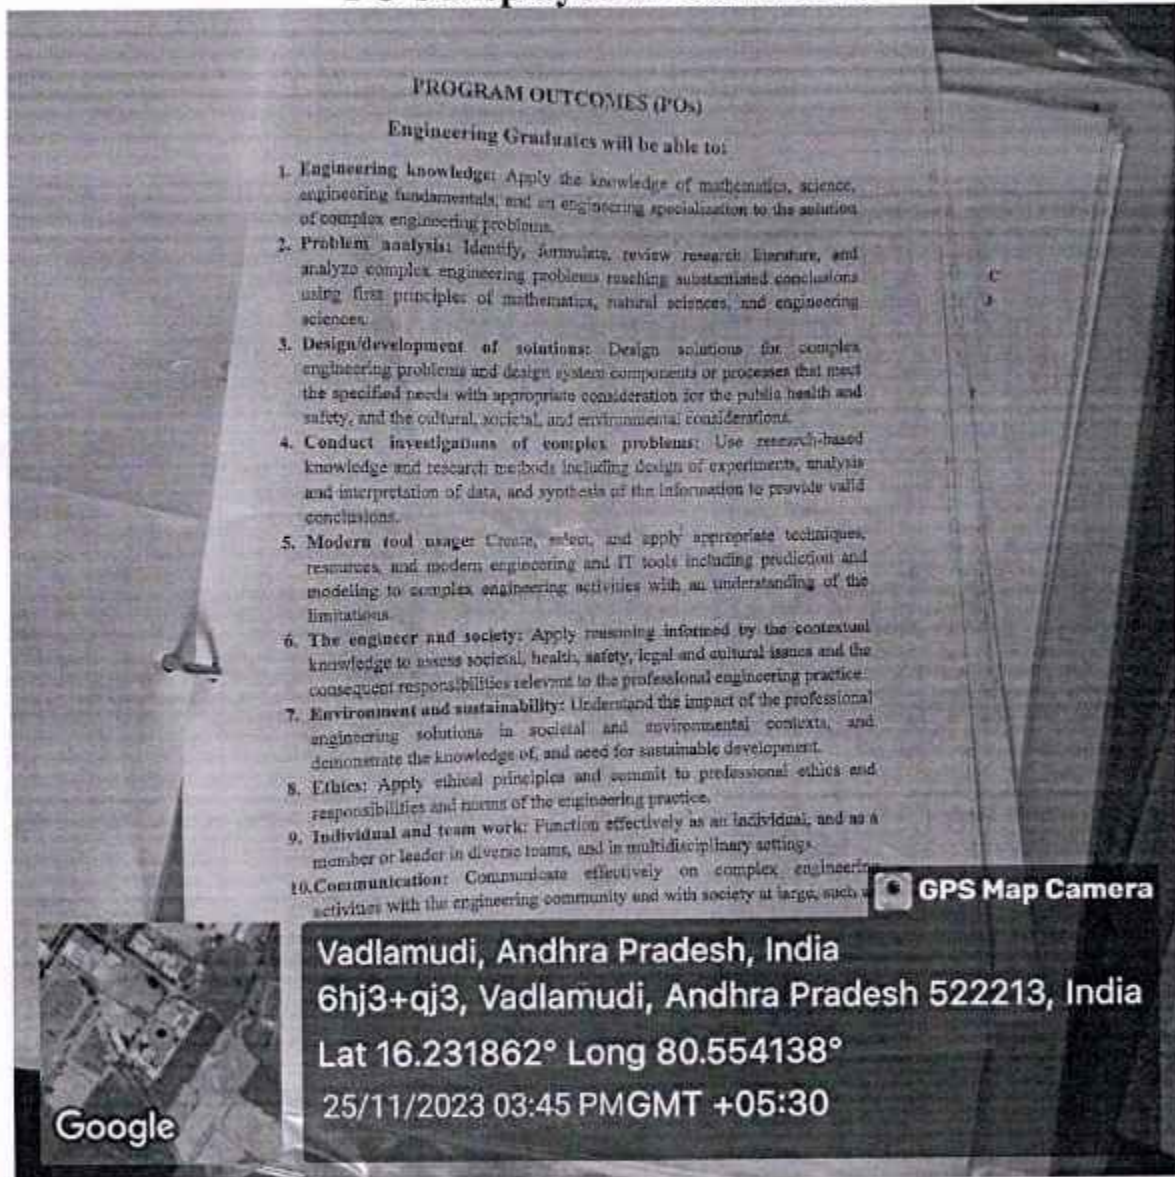 PROGRAM OUTCOMES (POs)
Engineering Graduates will be able to:
1. Engineering knowledge: Apply the knowledge of mathematics, science,
engineering fundamentals, and an engineering specialization to the solution
of complex engineering problems.
2. Problem analysis: Identify, formulate, review research literature, and
analyze complex engineering problems reaching substantiated conclusions
using first principles of mathematics, natural sciences, and engineering
sciences.
3. Design/development of solutions: Design solutions for complex
engineering problems and design system components or processes that meet
the specified needs with appropriate consideration for the public health and
safety, and the cultural, societal, and environmental considerations.
4. Conduct investigations of complex problems: Use research-based
knowledge and research methods including design of experiments, analysis
and interpretation of data, and synthesis of the information to provide valid
conclusions.
5. Modern tool usage: Create, select, and apply appropriate techniques,
resources, and modern engineering and IT tools including prediction and
modeling to complex engineering activities with an understanding of the
limitations.
6. The engineer and society: Apply reasoning informed by the contextual
knowledge to assess societal, health, safety, legal and cultural issues and the
consequent responsibilities relevant to the professional engineering practice.
7. Environment and sustainability: Understand the impact of the professional
engineering solutions in societal and environmental contexts, and
demonstrate the knowledge of, and need for sustainable development.
8. Ethics: Apply ethical principles and commit to professional ethics and
responsibilities and norms of the engineering practice.
9. Individual and team work: Function effectively as an individual, and as a
member or leader in diverse teams, and in multidisciplinary settings.
10. Communication: Communicate effectively on complex engineering
activities with the engineering community and with society at large, such
GPS Map Camera
Vadlamudi, Andhra Pradesh, India
6hj3+qj3, Vadlamudi, Andhra Pradesh 522213, India
Lat 16.231862° Long 80.554138°
25/11/2023 03:45 PMGMT +05:30
Google